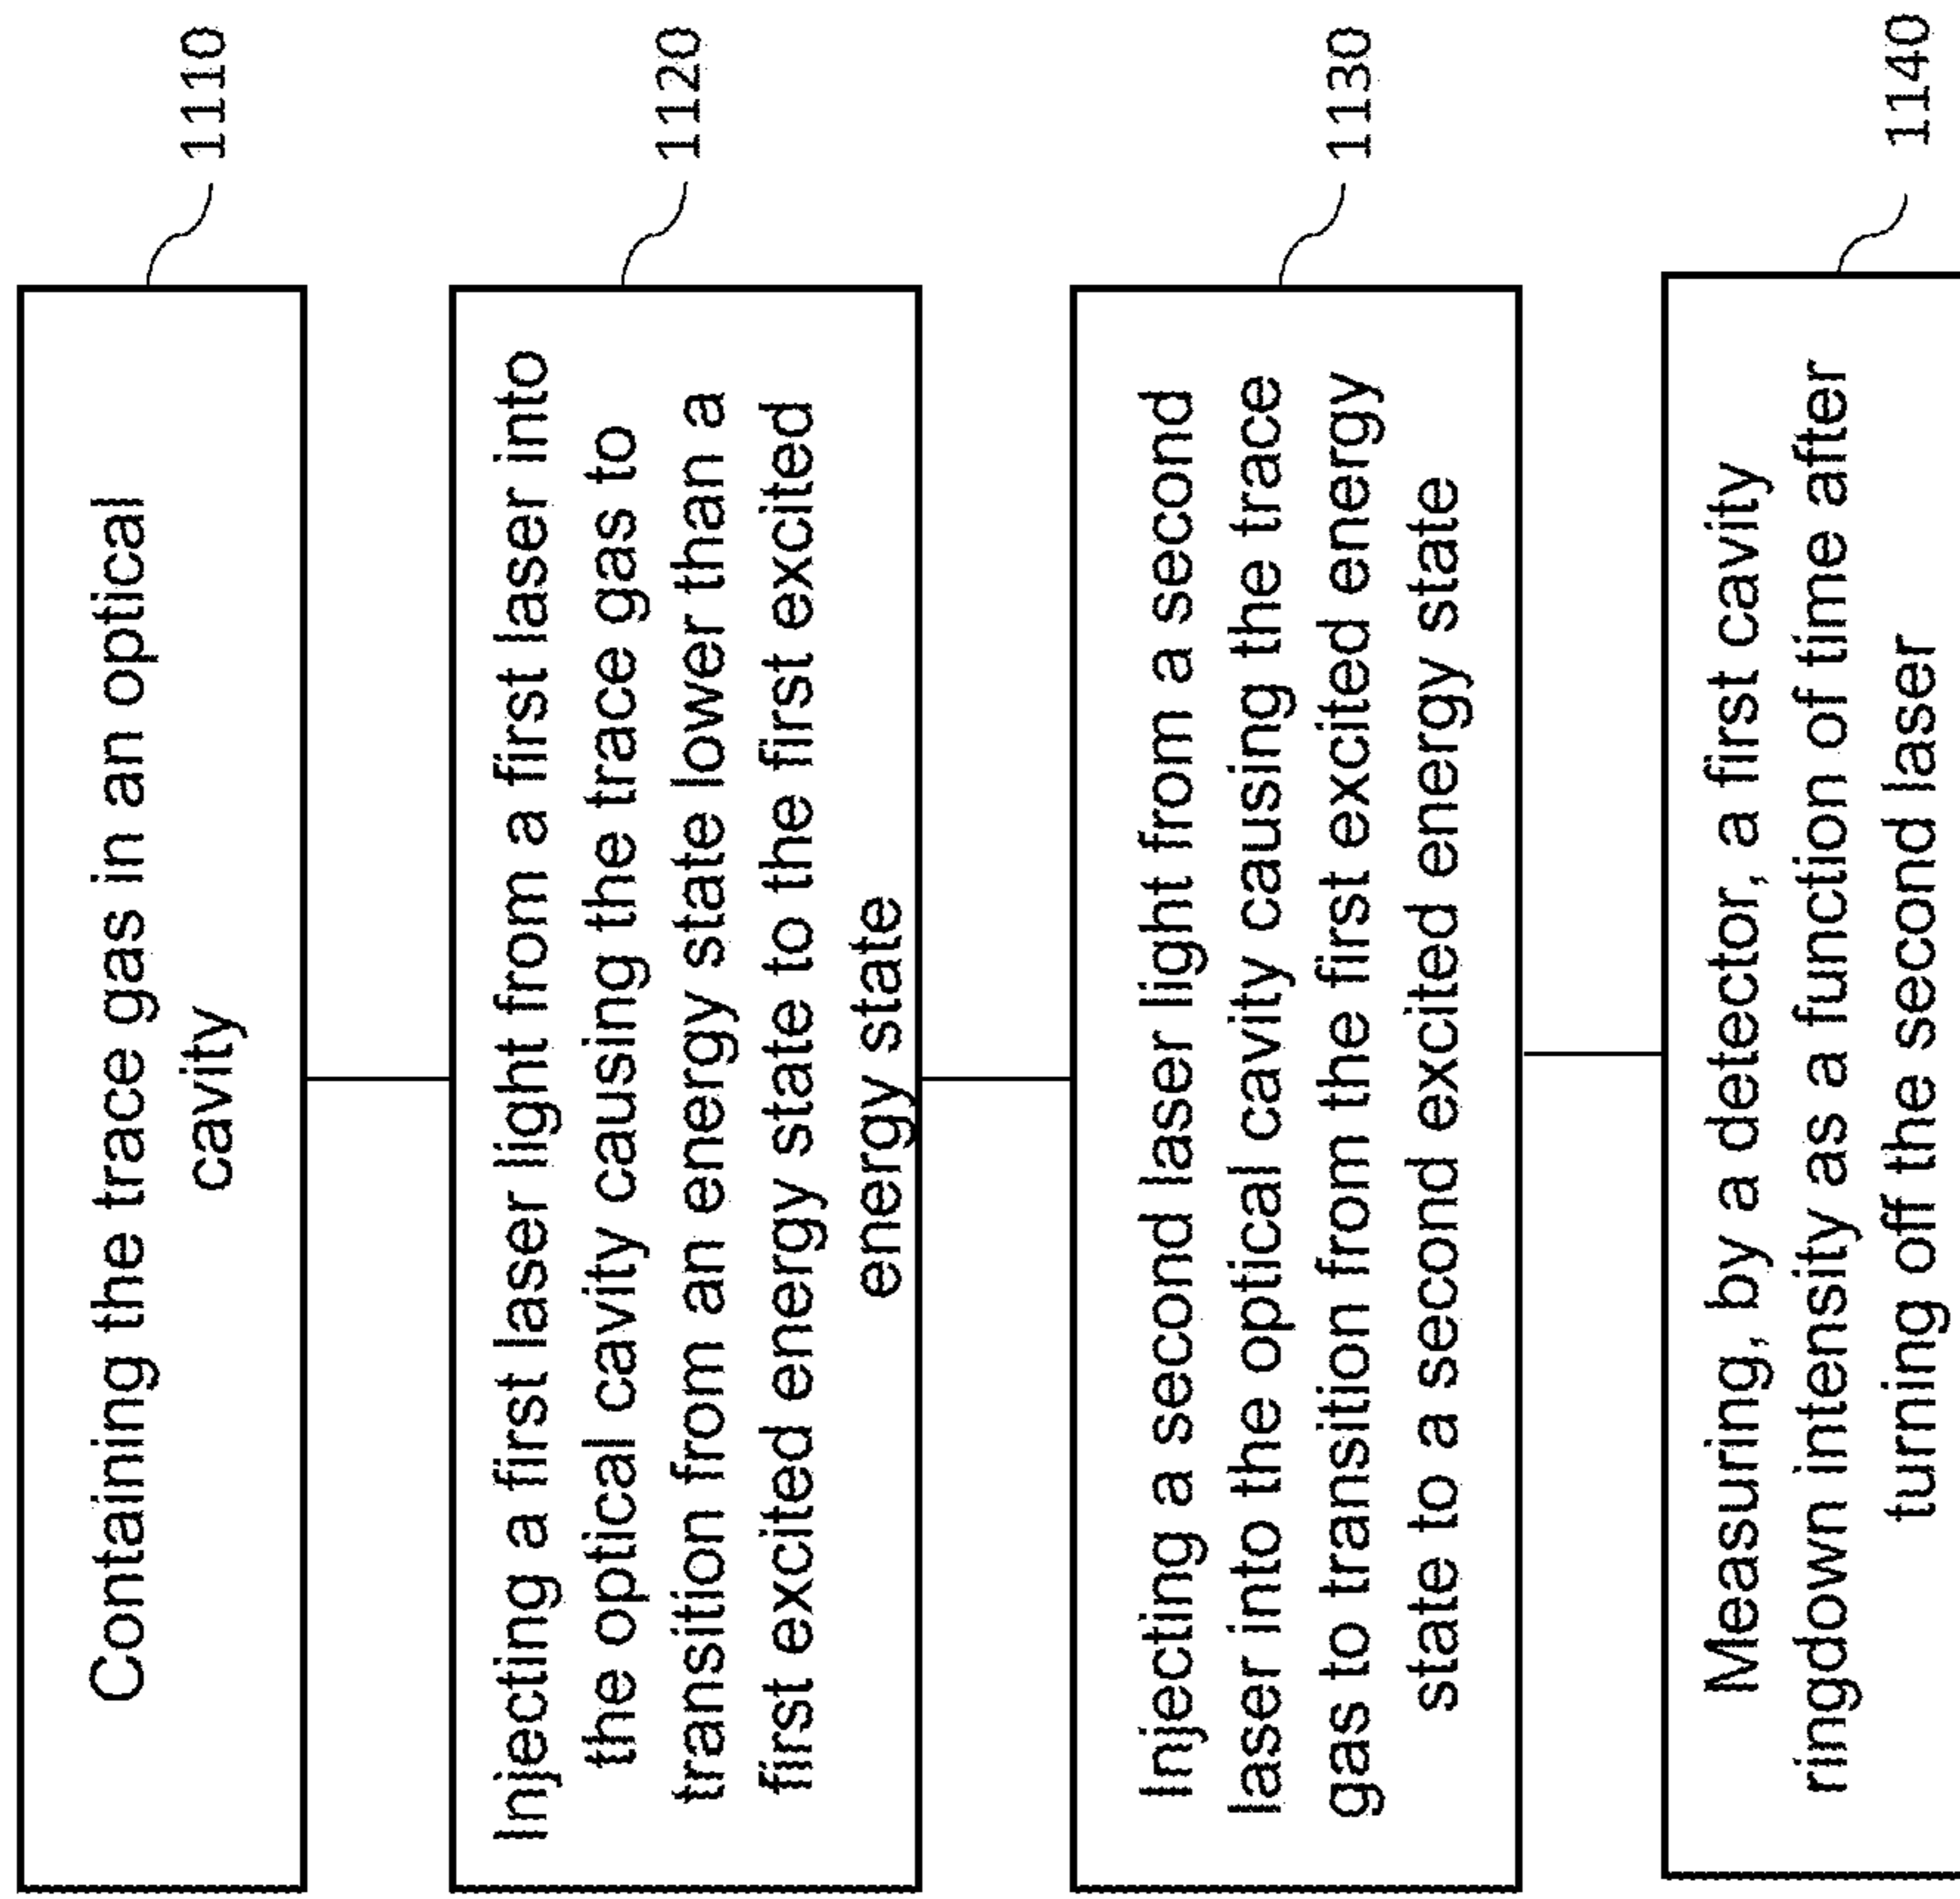 Containing the trace gas in an optical
cavity
1110
Injecting a first laser light from a first laser into
the optical cavity causing the trace gas to
transition from an energy state lower than a
first excited energy state to the first excited
energy state
1120
Injecting a second laser light from a second
laser into the optical cavity causing the trace
gas to transition from the first excited energy
state to a second excited energy state
1130
Measuring, by a detector, a first cavity
ringdown intensity as a function of time after
turning off the second laser
1140